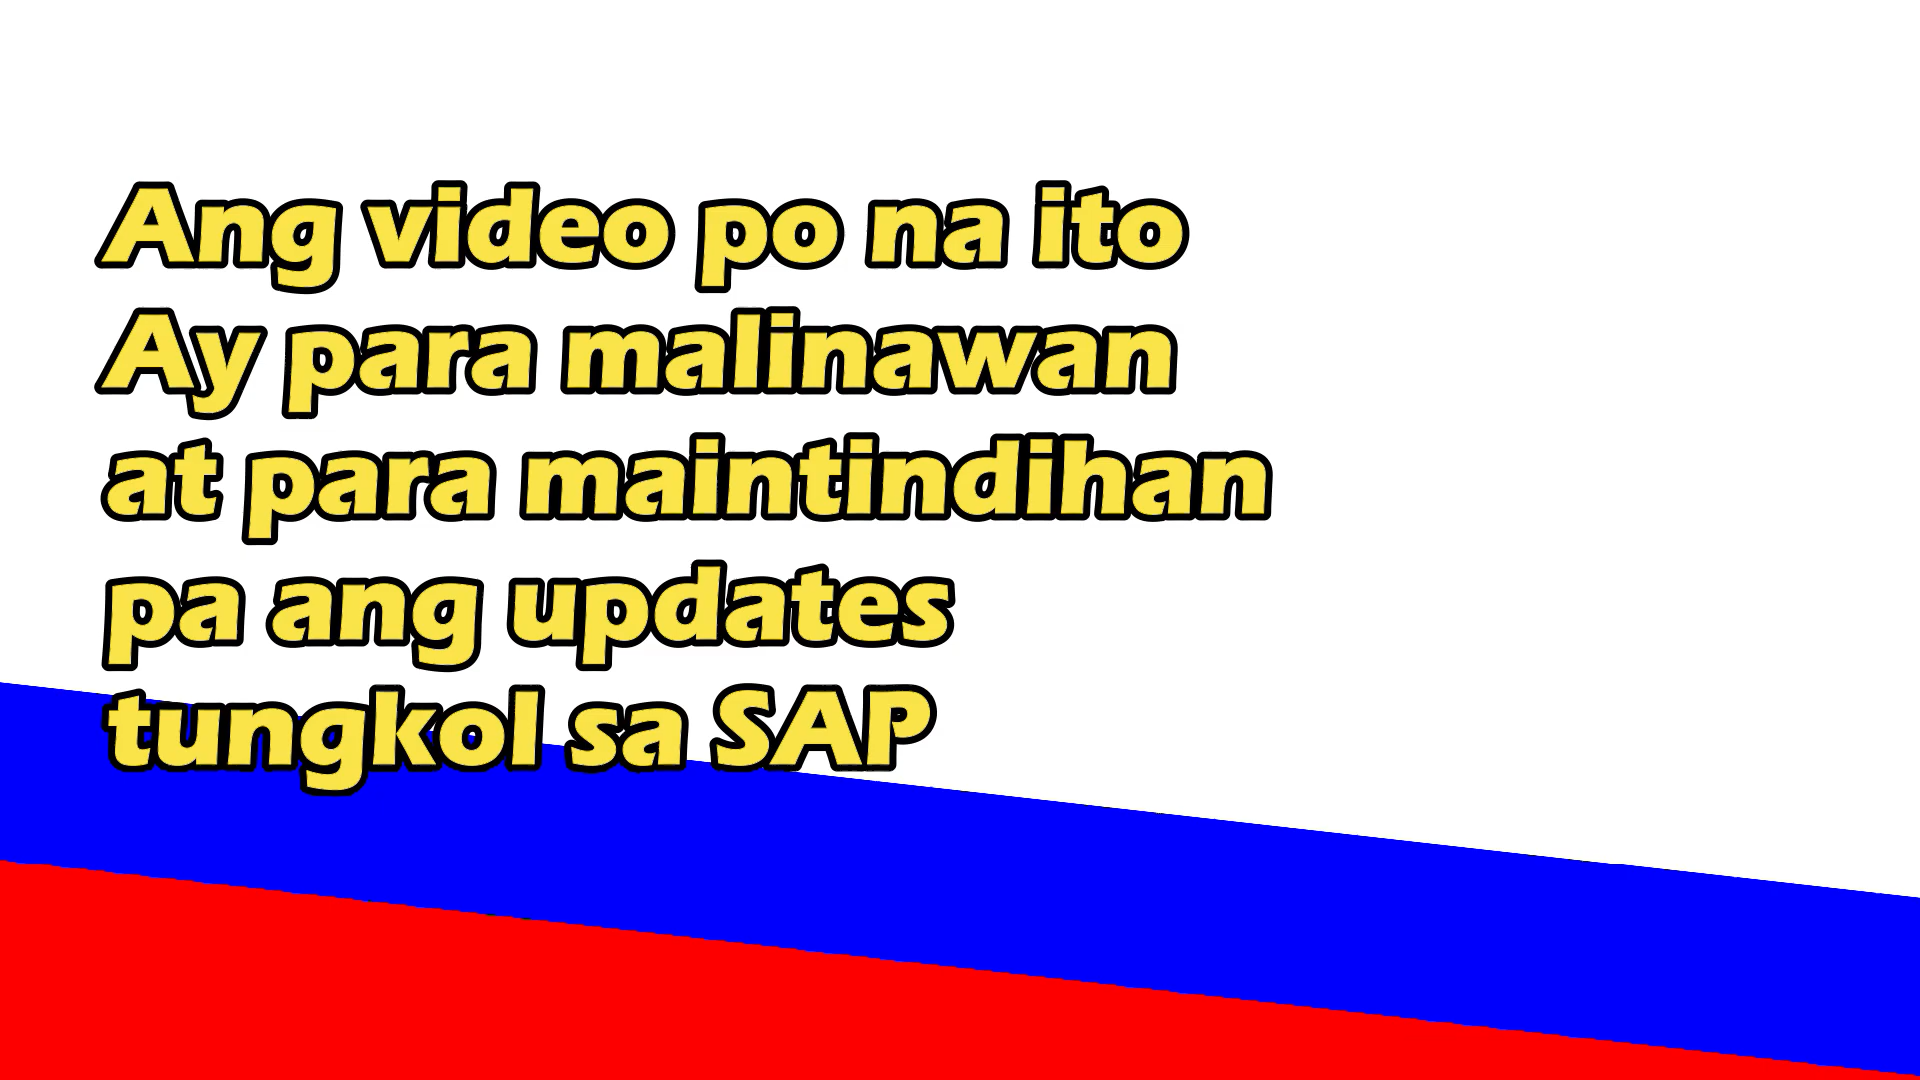 Ang video po na ito
Ay para malinawan
at para maintindihan
pa ang updates
tungkol sa SAP